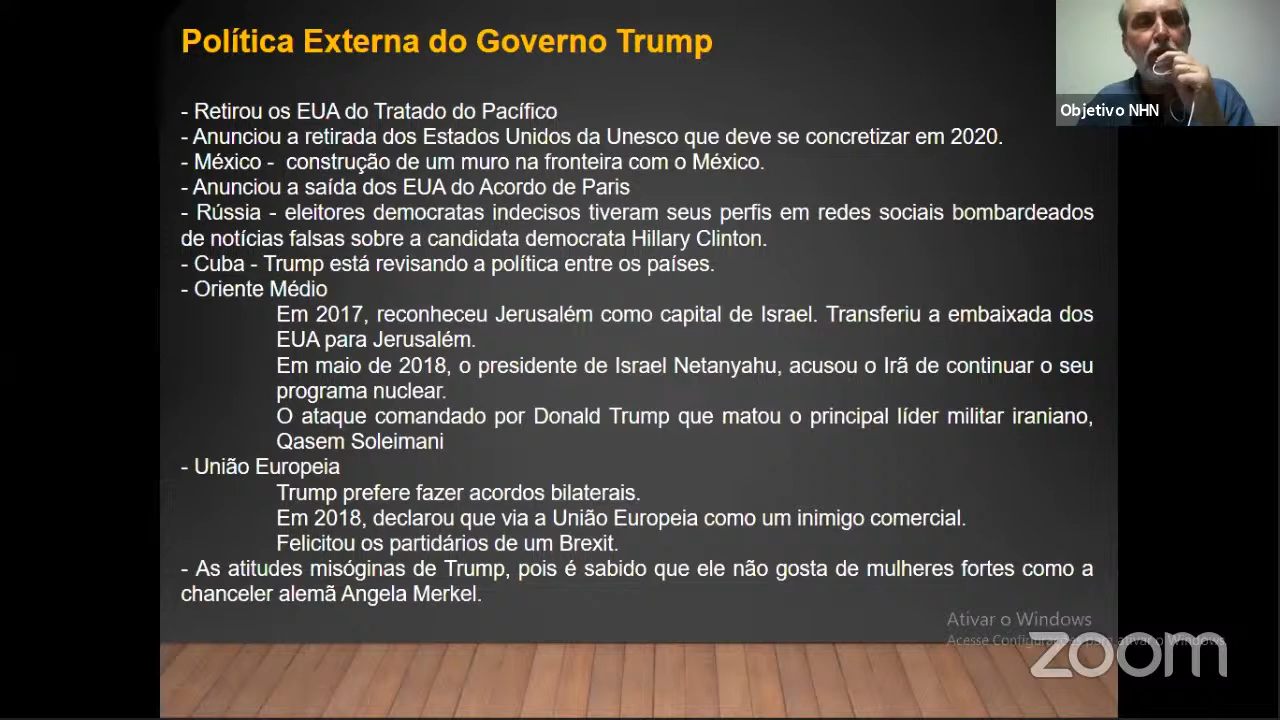 Política Externa do Governo Trump
Objetivo NHN
- Retirou os EUA do Tratado do Pacífico
- Anunciou a retirada dos Estados Unidos da Unesco que deve se concretizar em 2020.
- México -  construção de um muro na fronteira com o México.
- Anunciou a saída dos EUA do Acordo de Paris
- Rússia - eleitores democratas indecisos tiveram seus perfis em redes sociais bombardeados
de notícias falsas sobre a candidata democrata Hillary Clinton.
- Cuba - Trump está revisando a política entre os países.
- Oriente Médio
Em 2017, reconheceu Jerusalém como capital de Israel. Transferiu a embaixada dos
EUA para Jerusalém.
Em maio de 2018, o presidente de Israel Netanyahu, acusou o Irã de continuar o seu
programa nuclear.
O ataque comandado por Donald Trump que matou o principal líder militar iraniano,
Qasem Soleimani
- União Europeia
Trump prefere fazer acordos bilaterais.
Em 2018, declarou que via a União Europeia como um inimigo comercial.
Felicitou os partidários de um Brexit.
- As atitudes misóginas de Trump, pois é sabido que ele não gosta de mulheres fortes como a
chanceler alemã Angela Merkel.
Ativar o Windows
Acesse Configurações para ativar o Windows.
zoom